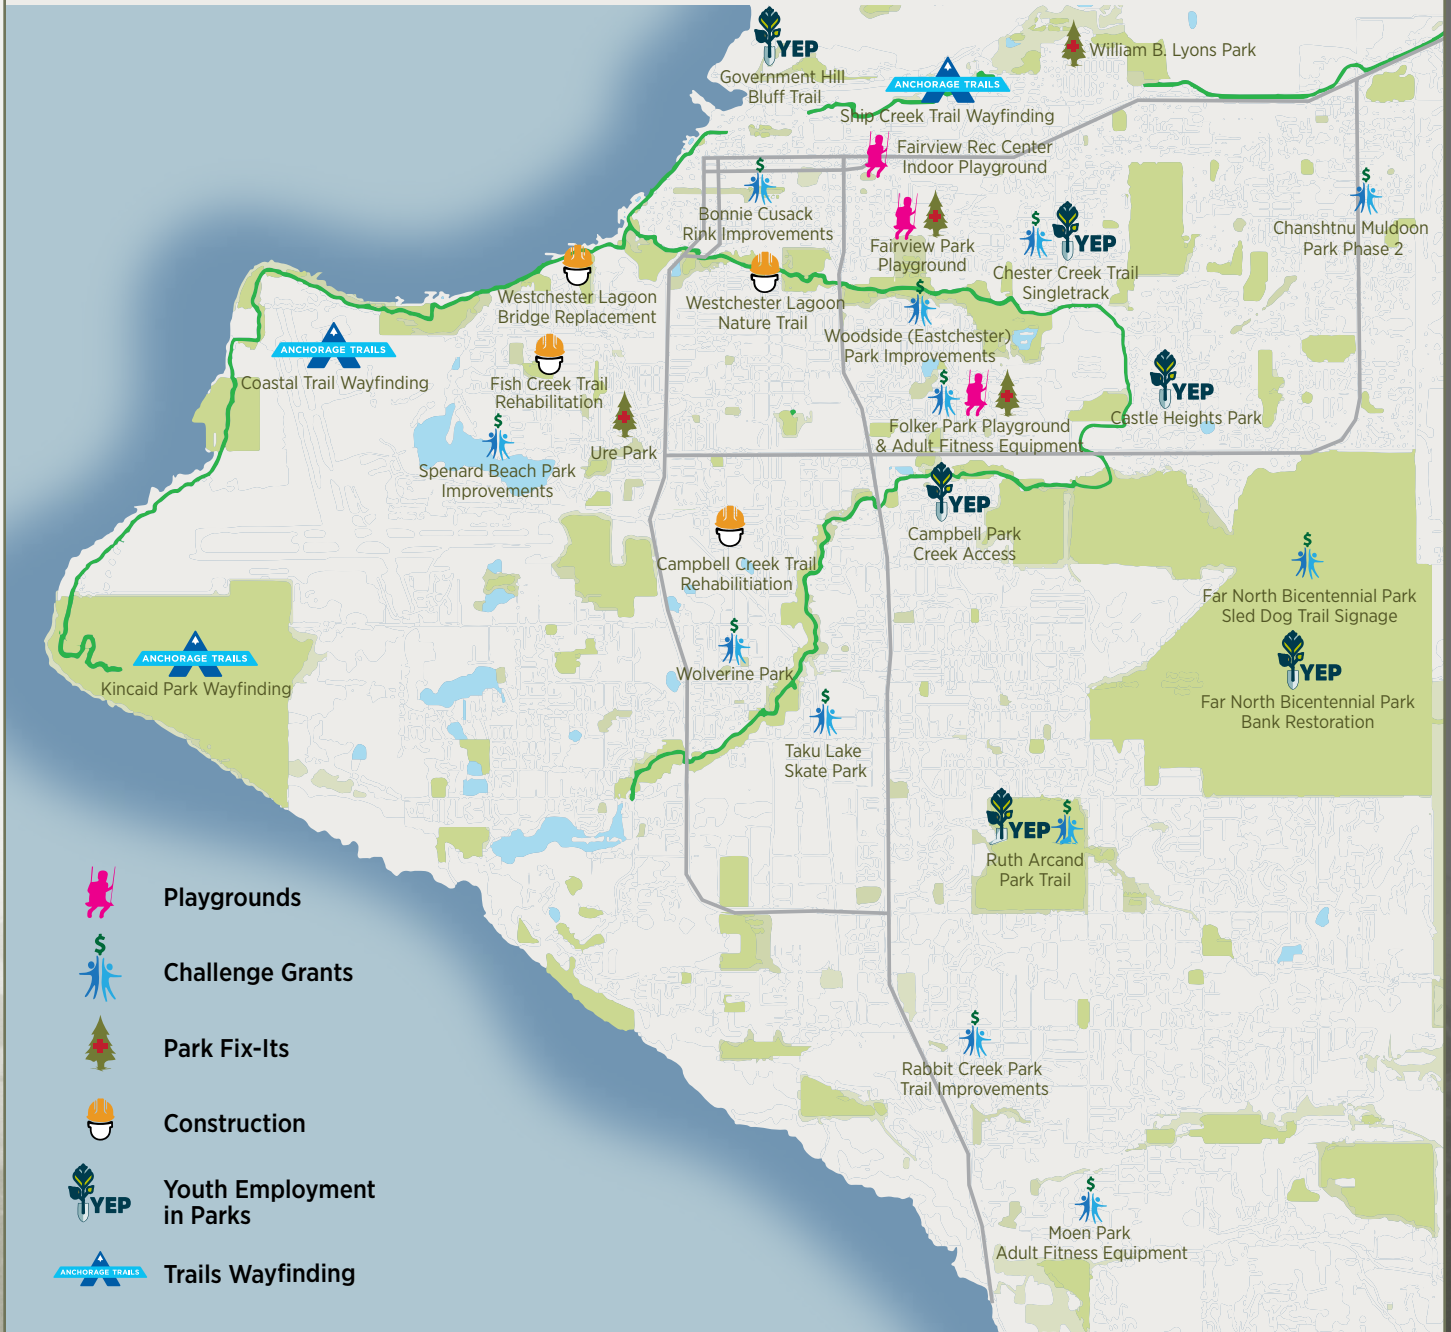 YEP
Government Hill
Bluff Trail
ANCHORAGE TRAILS
Ship Creek Trail Wayfinding
William B. Lyons Park
Fairview Rec Center
Indoor Playground
$
Bonnie Cusack
Rink Improvements
Fairview Park
Playground
$
YEP
Chester Creek Trail
Singletrack
$
Chanshtnu Muldoon
Park Phase 2
Westchester Lagoon
Bridge Replacement
Westchester Lagoon
Nature Trail
$
Woodside (Eastchester)
Park Improvements
ANCHORAGE TRAILS
Coastal Trail Wayfinding
Fish Creek Trail
Rehabilitation
$
Spenard Beach Park
Improvements
Ure Park
$
Folker Park Playground
& Adult Fitness Equipment
YEP
Castle Heights Park
YEP
Campbell Park
Creek Access
Campbell Creek Trail
Rehabilitiation
$
Far North Bicentennial Park
Sled Dog Trail Signage
YEP
Far North Bicentennial Park
Bank Restoration
ANCHORAGE TRAILS
Kincaid Park Wayfinding
$
Wolverine Park
$
Taku Lake
Skate Park
YEP
$
Ruth Arcand
Park Trail
$
Rabbit Creek Park
Trail Improvements
$
Moen Park
Adult Fitness Equipment
Playgrounds
$
Challenge Grants
Park Fix-Its
Construction
YEP
Youth Employment
in Parks
ANCHORAGE TRAILS
Trails Wayfinding